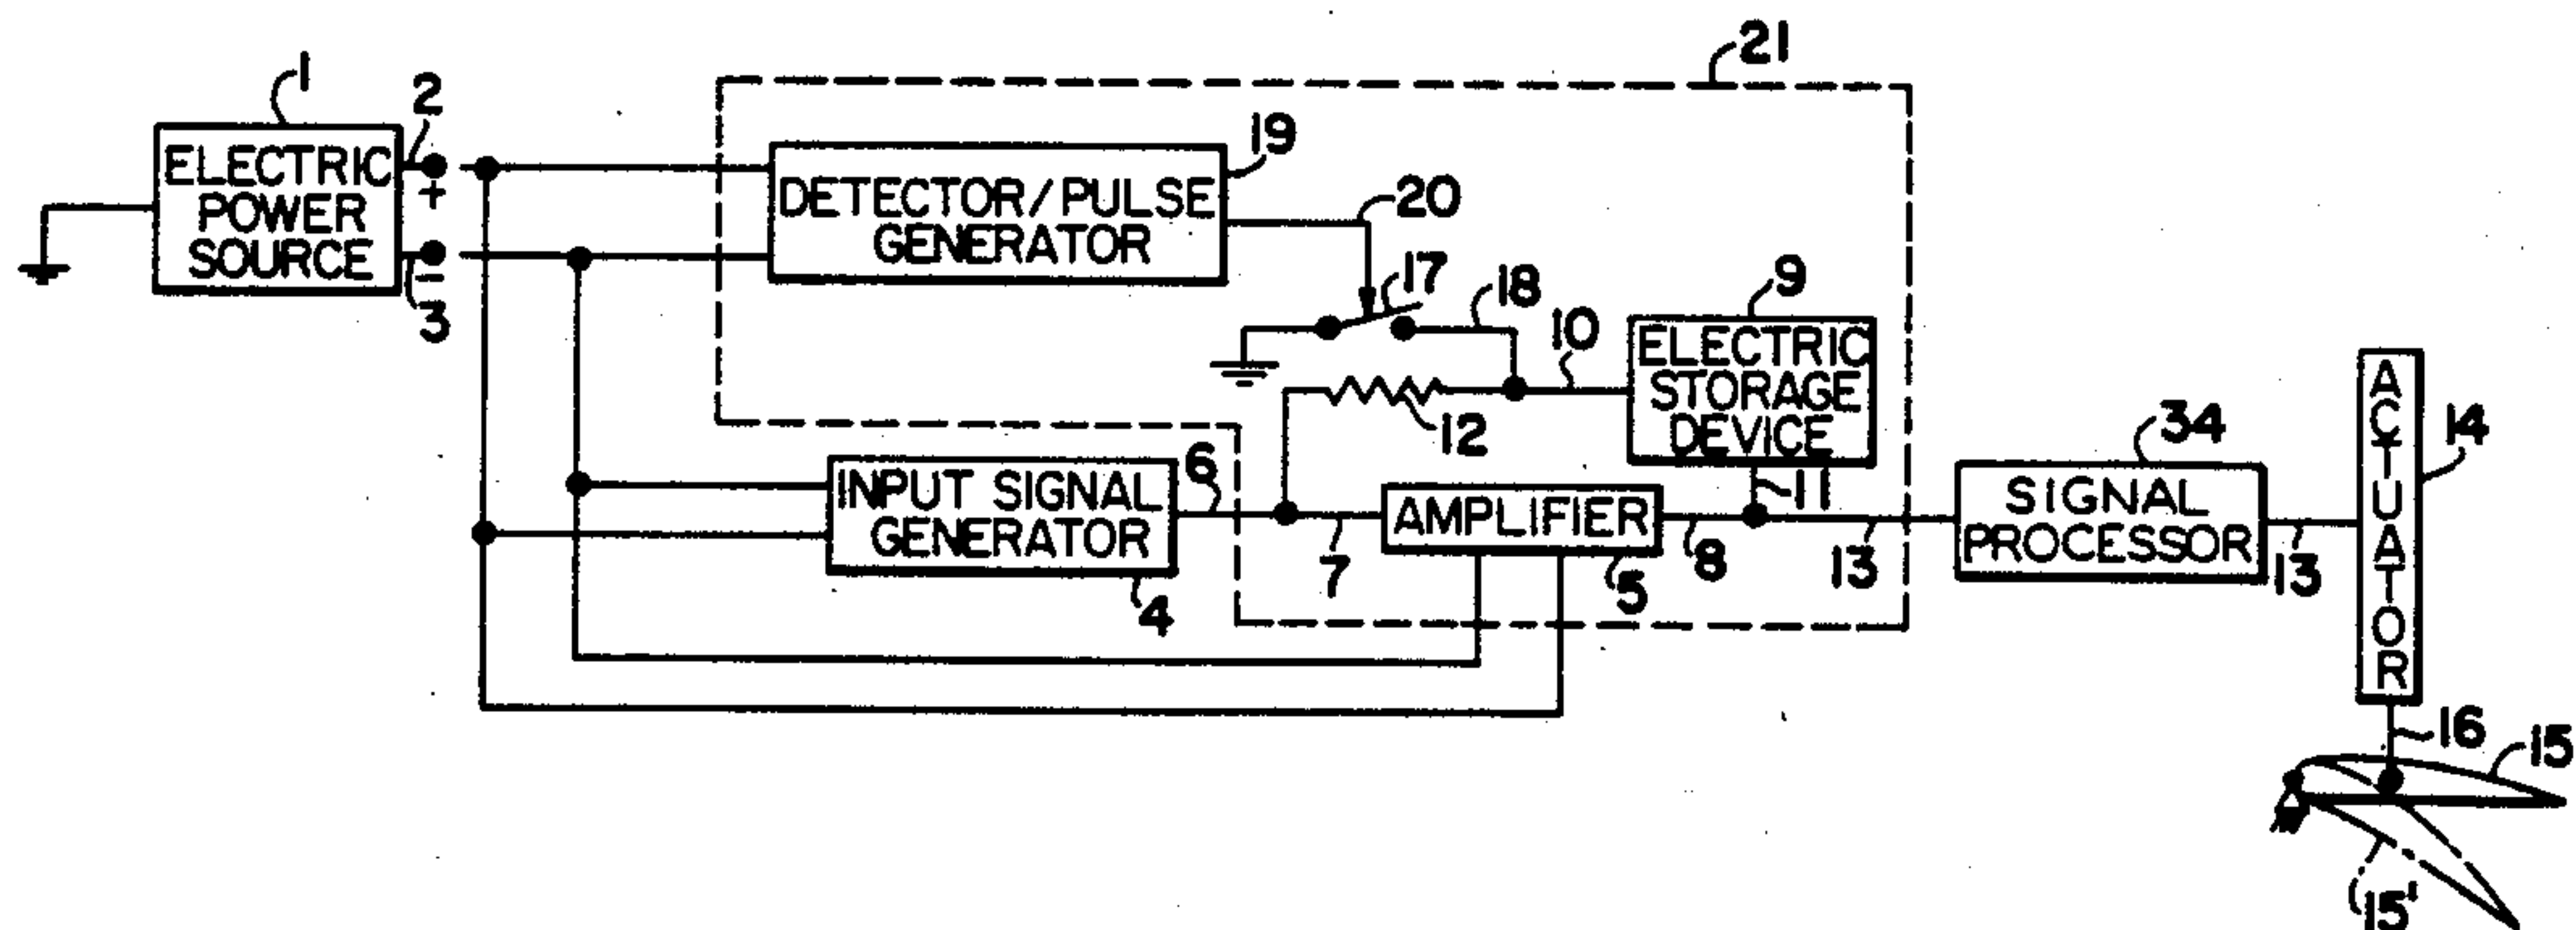 1
2
21
ELECTRIC
POWER
SOURCE
+
−
3
19
DETECTOR/PULSE
GENERATOR
20
17
18
10
9
ELECTRIC
STORAGE
DEVICE
12
11
INPUT SIGNAL
GENERATOR
4
6
7
AMPLIFIER
5
8
13
34
SIGNAL
PROCESSOR
13
ACTUATOR
14
16
15
15'